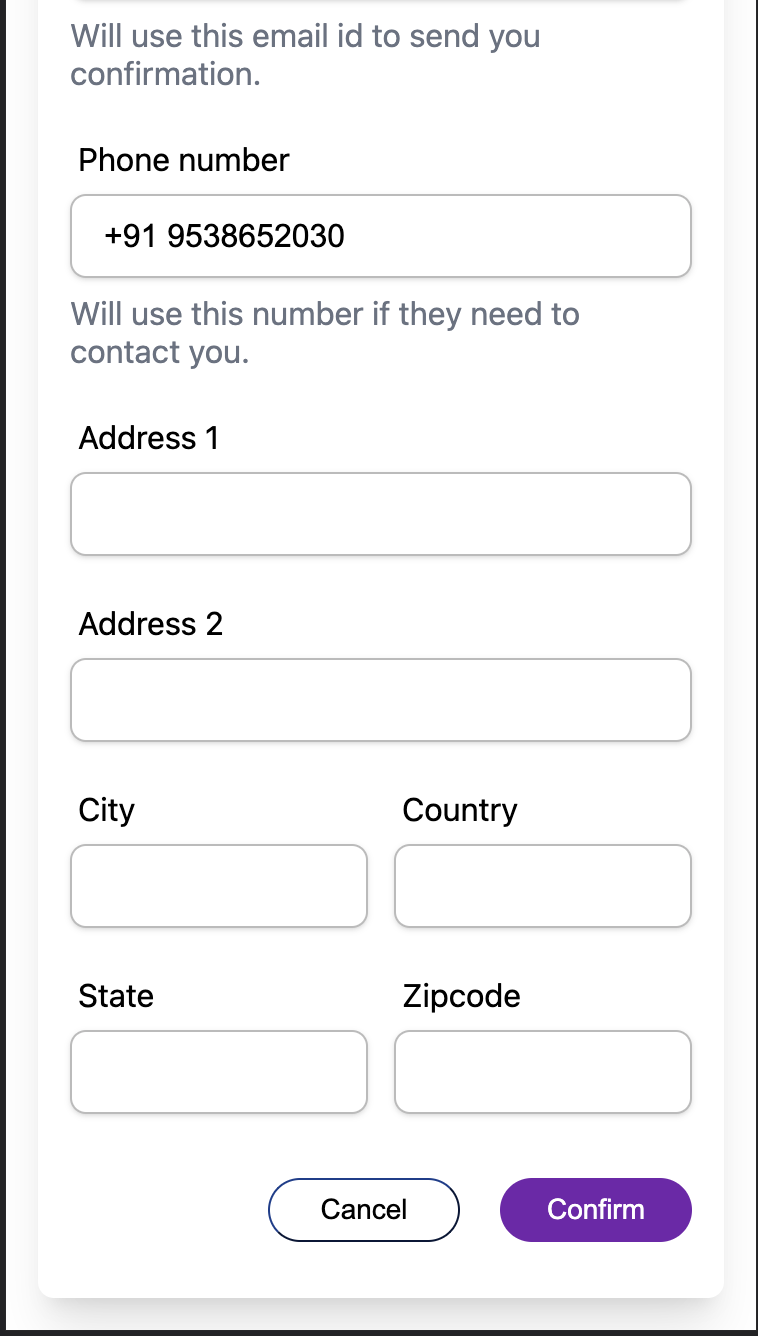 Will use this email id to send you
confirmation.
Phone number
+91 9538652030
Will use this number if they need to
contact you.
Address 1
Address 2
City
Country
State
Zipcode
Cancel
Confirm